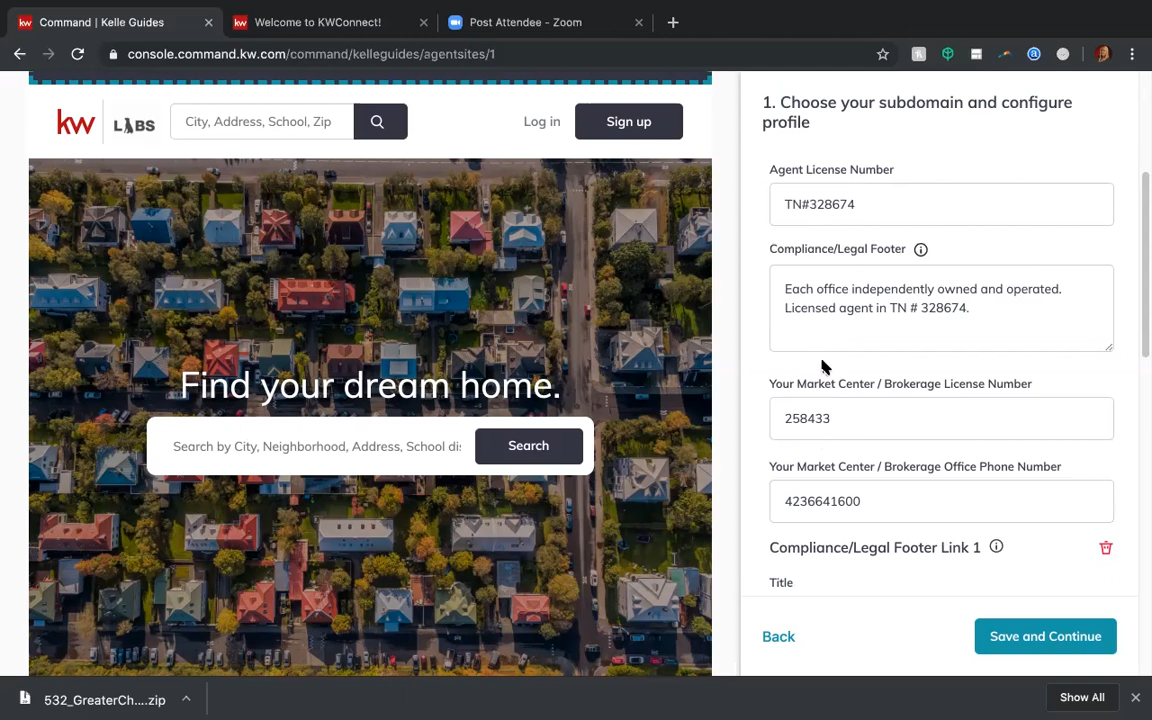 kw Command | Kelle Guides
kw Welcome to KWConnect!
Post Attendee - Zoom
console.command.kw.com/command/kelleguides/agentsites/1
kw LABS
City, Address, School, Zip
Log in
Sign up
Find your dream home.
Search by City, Neighborhood, Address, School di
Search
1. Choose your subdomain and configure
profile
Agent License Number
TN#328674
Compliance/Legal Footer
Each office independently owned and operated.
Licensed agent in TN # 328674.
Your Market Center / Brokerage License Number
258433
Your Market Center / Brokerage Office Phone Number
4236641600
Compliance/Legal Footer Link 1
Title
Back
Save and Continue
532_GreaterCh....zip
Show All